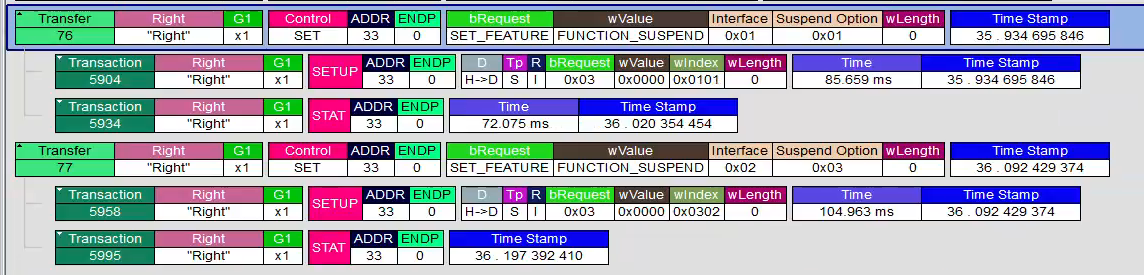 Transfer Right G1 Control ADDR ENDP bRequest wValue Interface Suspend Option wLength Time Stamp
76 "Right" x1 SET 33 0 SET_FEATURE FUNCTION_SUSPEND 0x01 0x01 0 35 . 934 695 846
Transaction Right G1 SETUP ADDR ENDP D Tp R bRequest wValue wIndex wLength Time Time Stamp
5904 "Right" x1 33 0 H->D S I 0x03 0x0000 0x0101 0 85.659 ms 35 . 934 695 846
Transaction Right G1 STAT ADDR ENDP Time Time Stamp
5934 "Right" x1 33 0 72.075 ms 36 . 020 354 454
Transfer Right G1 Control ADDR ENDP bRequest wValue Interface Suspend Option wLength Time Stamp
77 "Right" x1 SET 33 0 SET_FEATURE FUNCTION_SUSPEND 0x02 0x03 0 36 . 092 429 374
Transaction Right G1 SETUP ADDR ENDP D Tp R bRequest wValue wIndex wLength Time Time Stamp
5958 "Right" x1 33 0 H->D S I 0x03 0x0000 0x0302 0 104.963 ms 36 . 092 429 374
Transaction Right G1 STAT ADDR ENDP Time Stamp
5995 "Right" x1 33 0 36 . 197 392 410